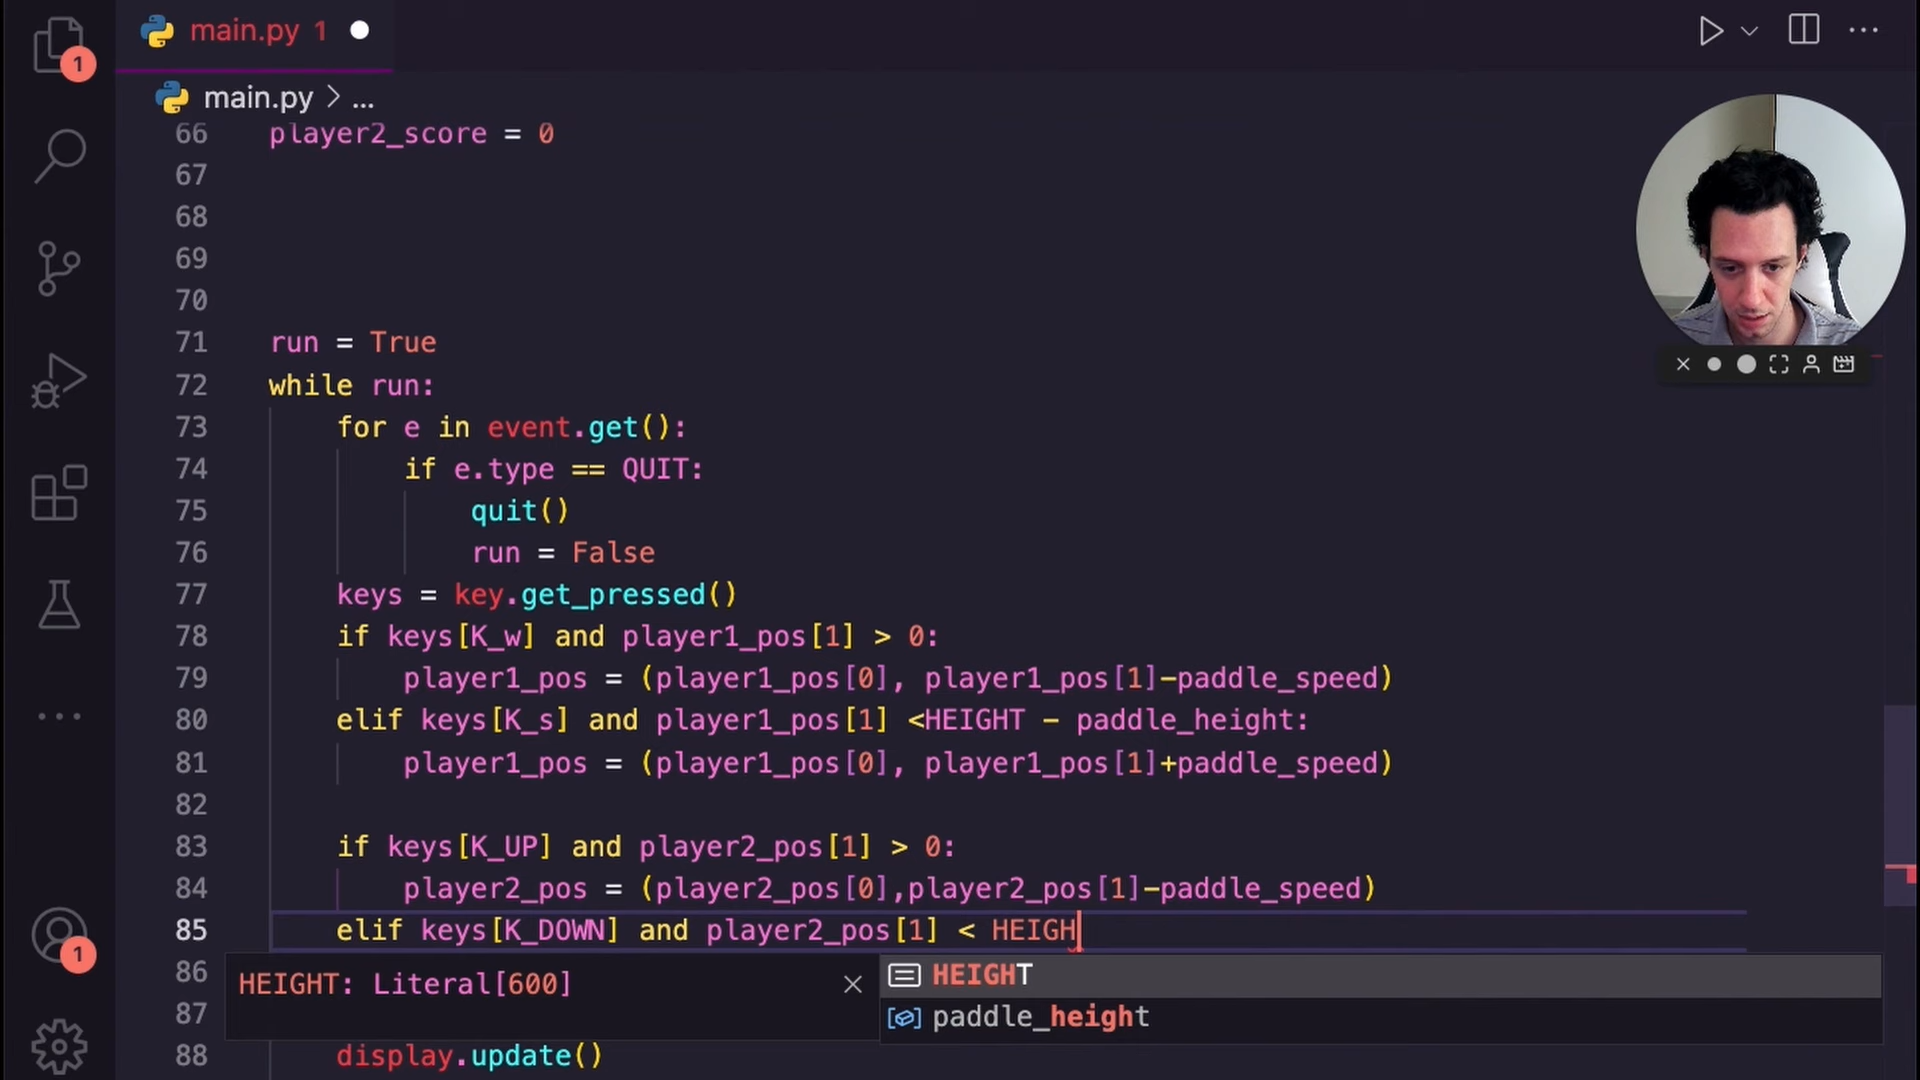 main.py 1
main.py > ...
1
66 player2_score = 0
67
68
69
70
71 run = True
72 while run:
73 for e in event.get():
74 if e.type == QUIT:
75 quit()
76 run = False
77 keys = key.get_pressed()
78 if keys[K_w] and player1_pos[1] > 0:
79 player1_pos = (player1_pos[0], player1_pos[1]-paddle_speed)
80 elif keys[K_s] and player1_pos[1] <HEIGHT - paddle_height:
81 player1_pos = (player1_pos[0], player1_pos[1]+paddle_speed)
82
83 if keys[K_UP] and player2_pos[1] > 0:
84 player2_pos = (player2_pos[0],player2_pos[1]-paddle_speed)
85 elif keys[K_DOWN] and player2_pos[1] < HEIGH
1
86
HEIGHT: Literal[600]
HEIGHT
paddle_height
87
88 display.update()